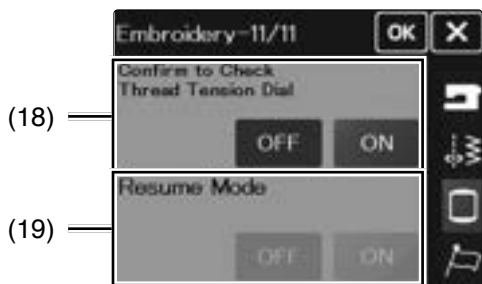 Embroidery-11/11 OK
Confirm to Check
Thread Tension Dial
(18)
OFF ON
Resume Mode
(19)
OFF ON